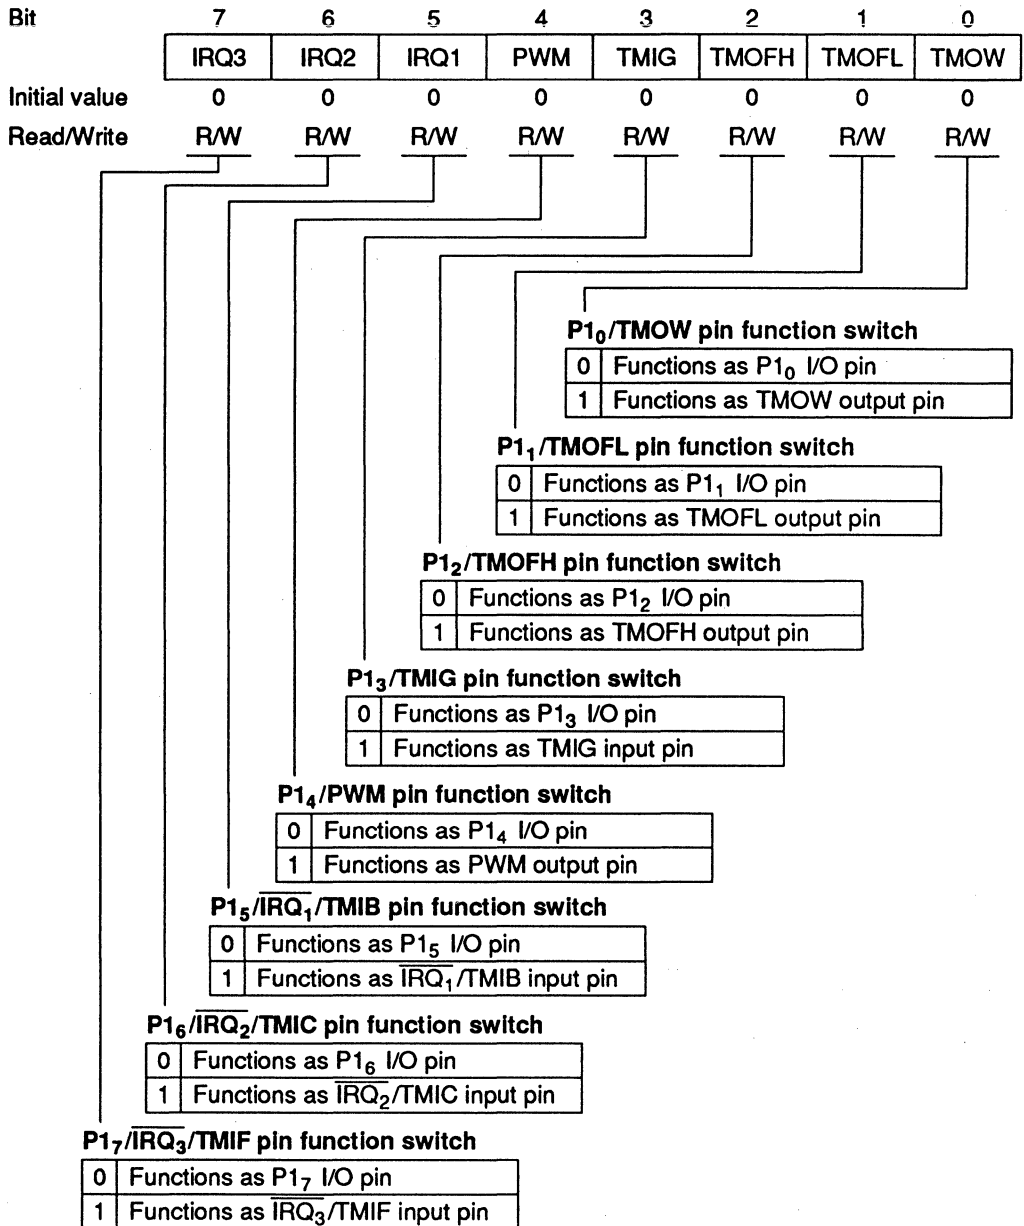 Bit 7 6 5 4 3 2 1 0
IRQ3 IRQ2 IRQ1 PWM TMIG TMOFH TMOFL TMOW
Initial value 0 0 0 0 0 0 0 0
Read/Write R/W R/W R/W R/W R/W R/W R/W R/W
P1₀/TMOW pin function switch
0 Functions as P1₀ I/O pin
1 Functions as TMOW output pin
P1₁/TMOFL pin function switch
0 Functions as P1₁ I/O pin
1 Functions as TMOFL output pin
P1₂/TMOFH pin function switch
0 Functions as P1₂ I/O pin
1 Functions as TMOFH output pin
P1₃/TMIG pin function switch
0 Functions as P1₃ I/O pin
1 Functions as TMIG input pin
P1₄/PWM pin function switch
0 Functions as P1₄ I/O pin
1 Functions as PWM output pin
P1₅/I̅R̅Q̅₁̅/TMIB pin function switch
0 Functions as P1₅ I/O pin
1 Functions as I̅R̅Q̅₁̅/TMIB input pin
P1₆/I̅R̅Q̅₂̅/TMIC pin function switch
0 Functions as P1₆ I/O pin
1 Functions as I̅R̅Q̅₂̅/TMIC input pin
P1₇/I̅R̅Q̅₃̅/TMIF pin function switch
0 Functions as P1₇ I/O pin
1 Functions as I̅R̅Q̅₃̅/TMIF input pin